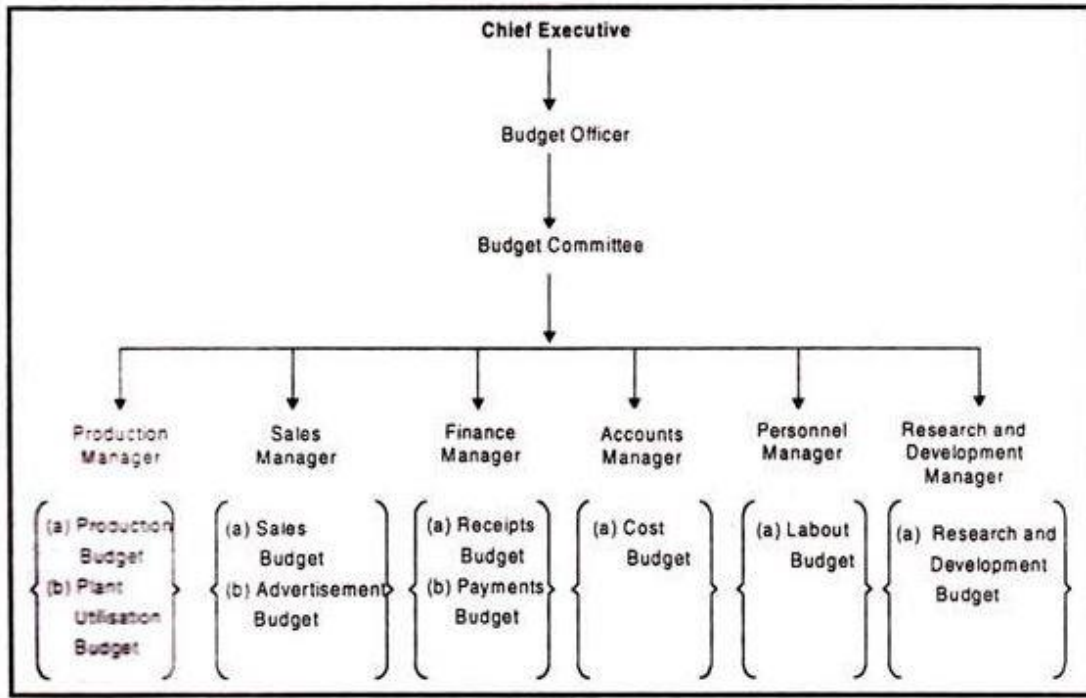 Chief Executive
Budget Officer
Budget Committee
Production
Manager
Sales
Manager
Finance
Manager
Accounts
Manager
Personnel
Manager
Research and
Development
Manager
(a) Production
Budget
(b) Plant
Utilisation
Budget
(a) Sales
Budget
(b) Advertisement
Budget
(a) Receipts
Budget
(b) Payments
Budget
(a) Cost
Budget
(a) Labout
Budget
(a) Research and
Development
Budget